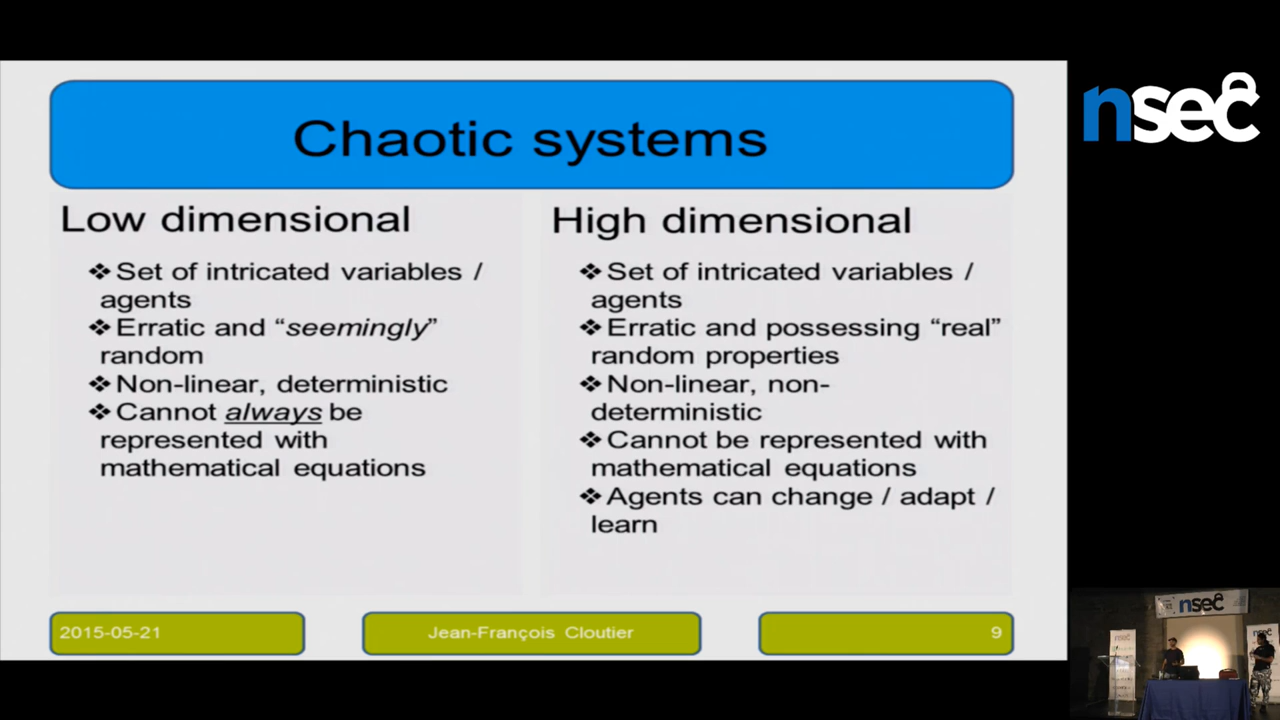 Chaotic systems
Low dimensional
❖Set of intricated variables /
agents
❖Erratic and “seemingly”
random
❖Non-linear, deterministic
❖Cannot always be
represented with
mathematical equations
High dimensional
❖Set of intricated variables /
agents
❖Erratic and possessing “real”
random properties
❖Non-linear, non-
deterministic
❖Cannot be represented with
mathematical equations
❖Agents can change / adapt /
learn
2015-05-21
Jean-François Cloutier
9
nsec
nsec
nsec
nsec